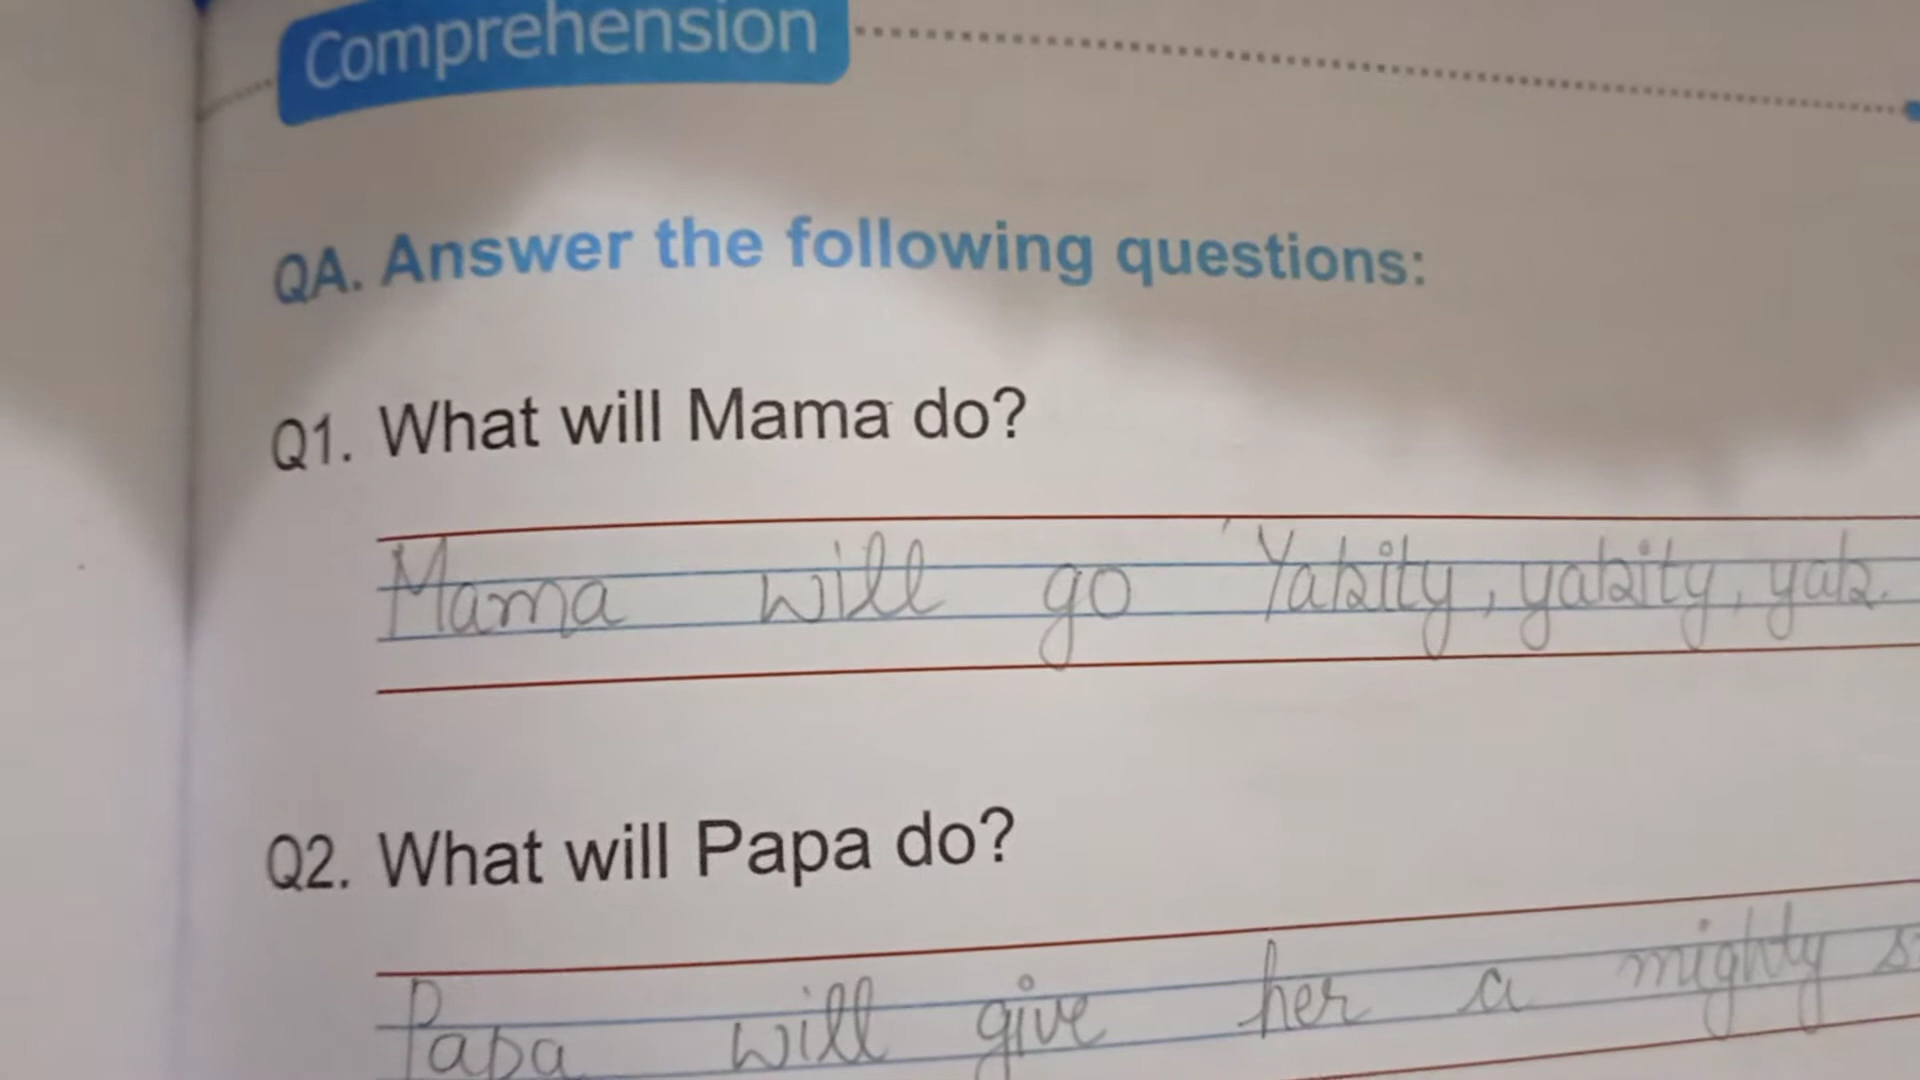 Comprehension
QA. Answer the following questions:
Q1. What will Mama do?
Mama will go Yakity, yakity, yak.
Q2. What will Papa do?
Papa will give her a mighty